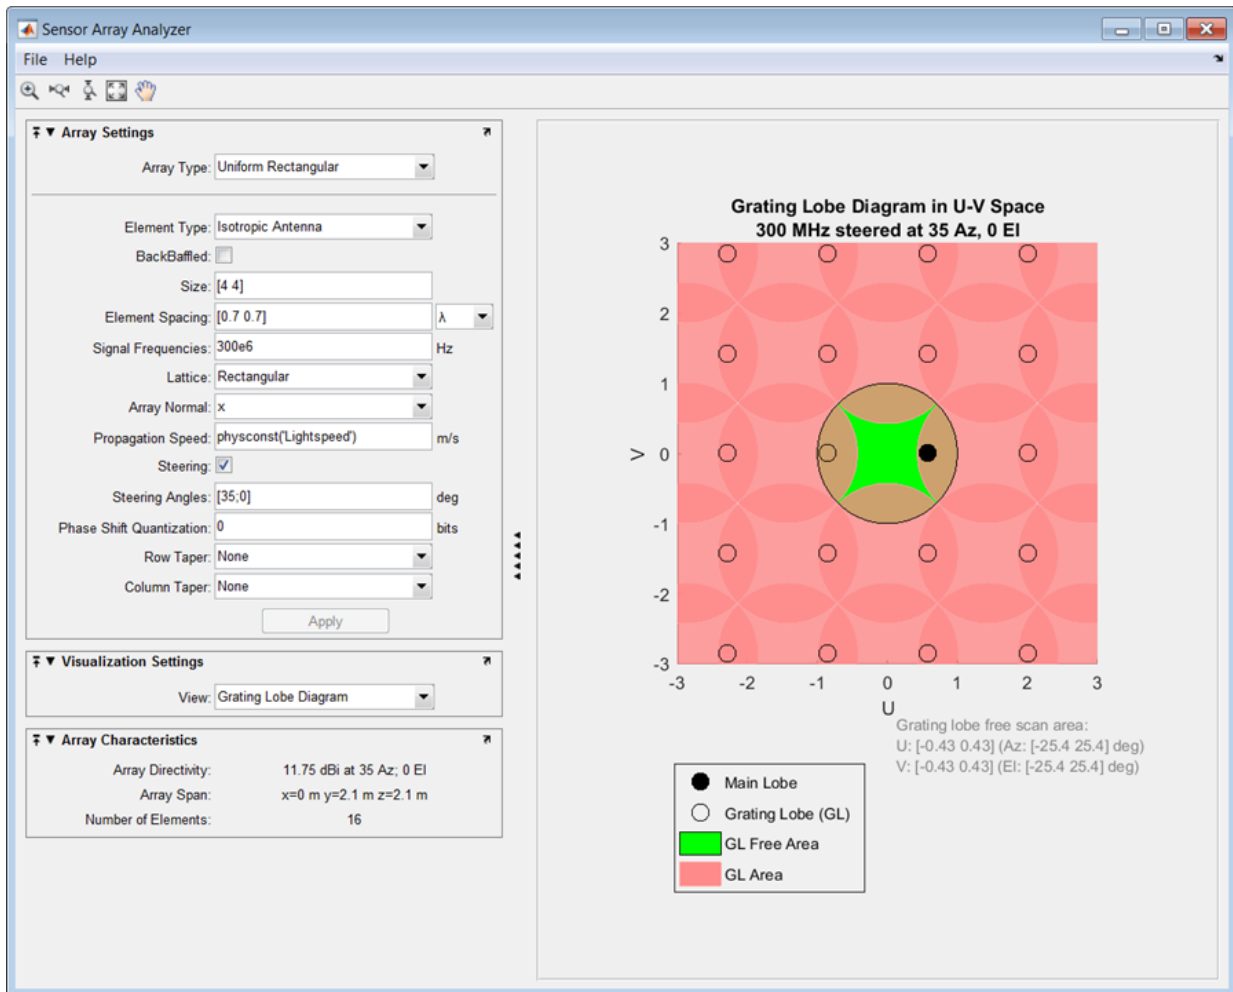 Sensor Array Analyzer
File Help
Array Settings
Array Type: Uniform Rectangular
Element Type: Isotropic Antenna
BackBaffled:
Size: [4 4]
Element Spacing: [0.7 0.7] λ
Signal Frequencies: 300e6 Hz
Lattice: Rectangular
Array Normal: x
Propagation Speed: physconst('Lightspeed') m/s
Steering:
Steering Angles: [35;0] deg
Phase Shift Quantization: 0 bits
Row Taper: None
Column Taper: None
Apply
Visualization Settings
View: Grating Lobe Diagram
Array Characteristics
Array Directivity: 11.75 dBi at 35 Az; 0 El
Array Span: x=0 m y=2.1 m z=2.1 m
Number of Elements: 16
Grating Lobe Diagram in U-V Space
300 MHz steered at 35 Az, 0 El
3
2
1
0
-1
-2
-3
V
-3 -2 -1 0 1 2 3
U
Grating lobe free scan area:
U: [-0.43 0.43] (Az: [-25.4 25.4] deg)
V: [-0.43 0.43] (El: [-25.4 25.4] deg)
Main Lobe
Grating Lobe (GL)
GL Free Area
GL Area